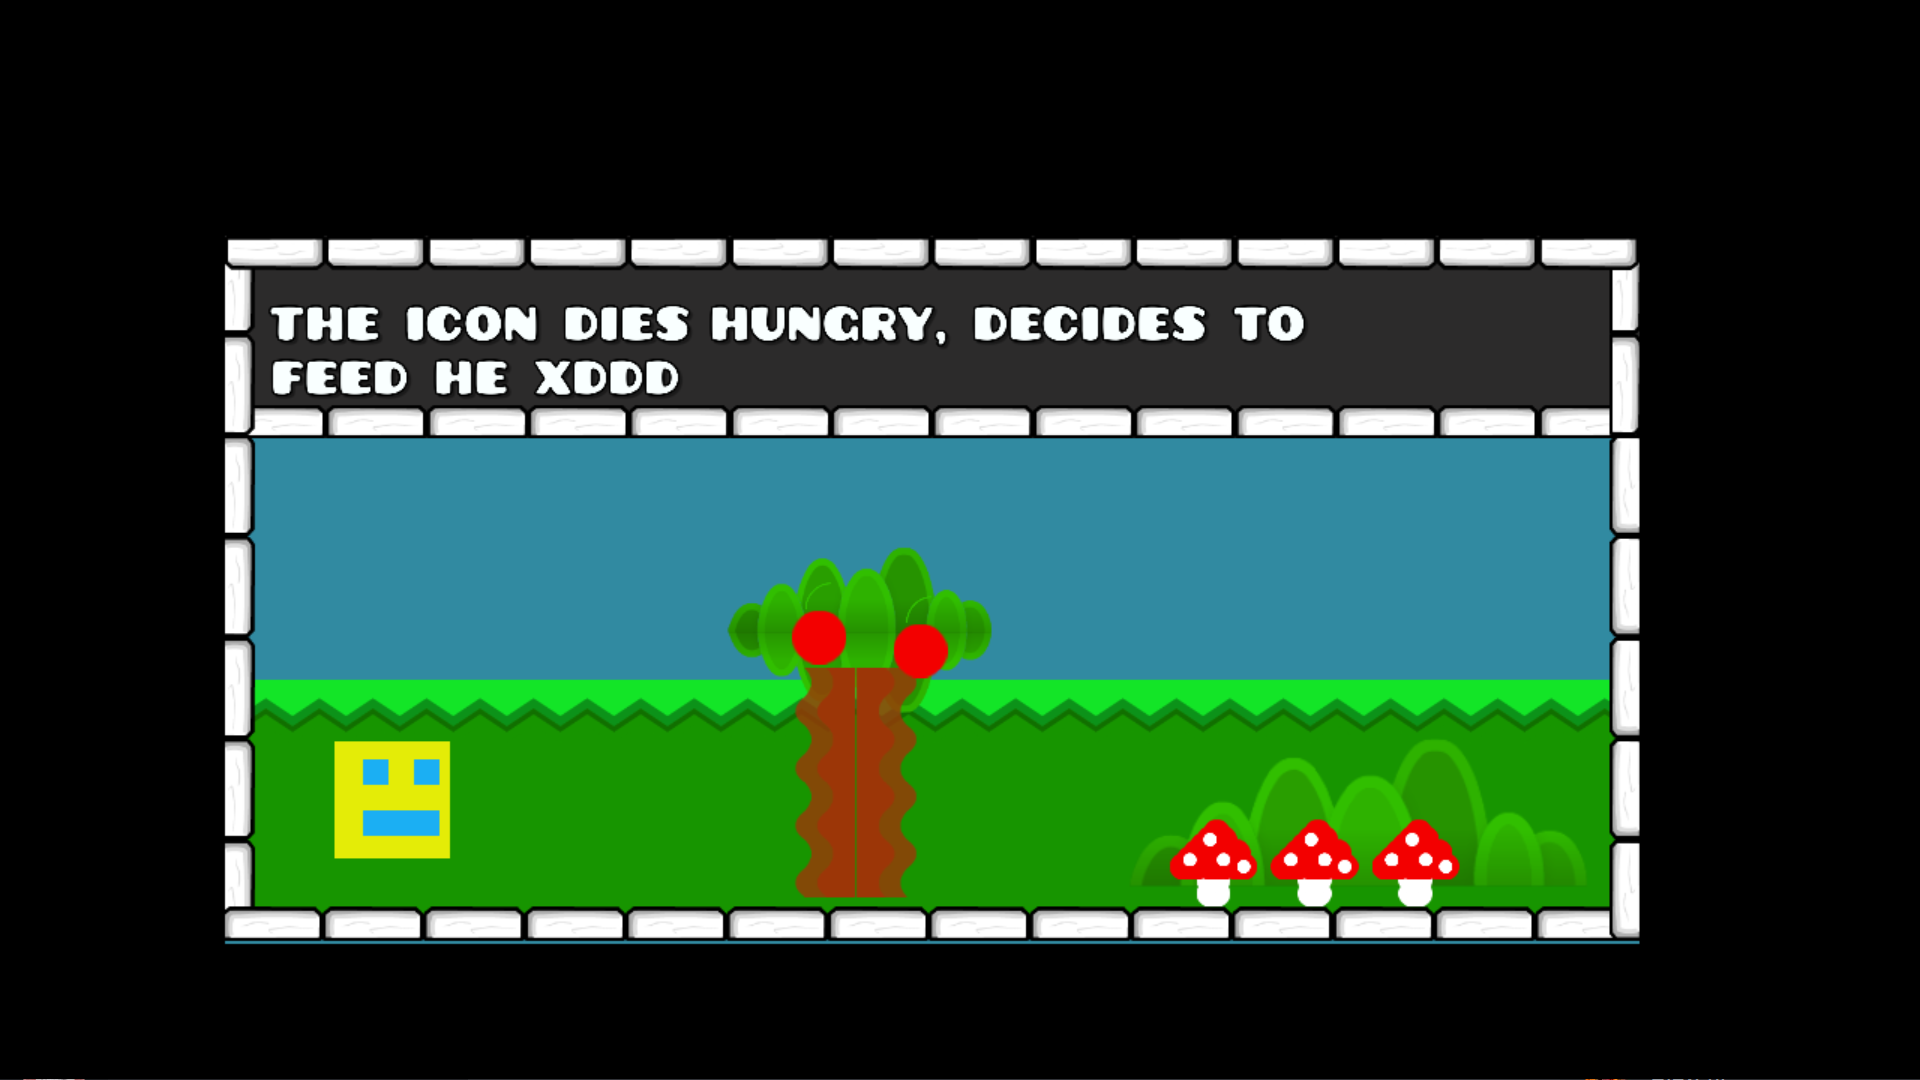 THE ICON DIES HUNGRY, DECIDES TO
FEED HE XDDD